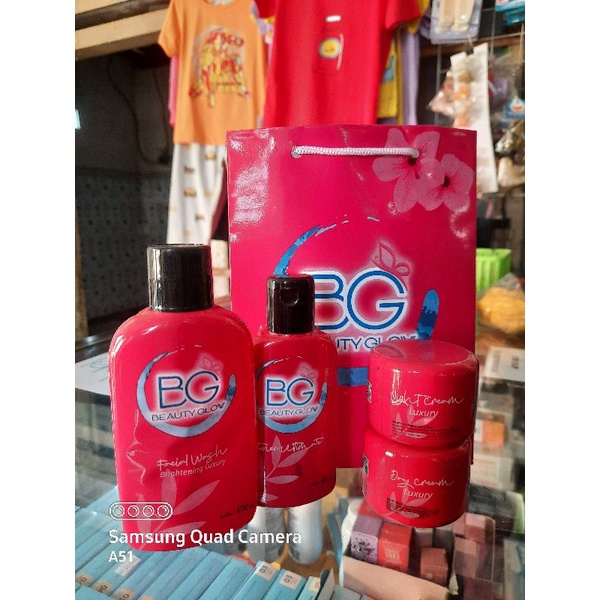 BG
BEAUTY GLOW
BG
BEAUTY GLOW
Facial Wash
Brightening Luxury
BG
BEAUTY GLOW
Night Cream
Luxury
Day Cream
Luxury
Samsung Quad Camera
A51